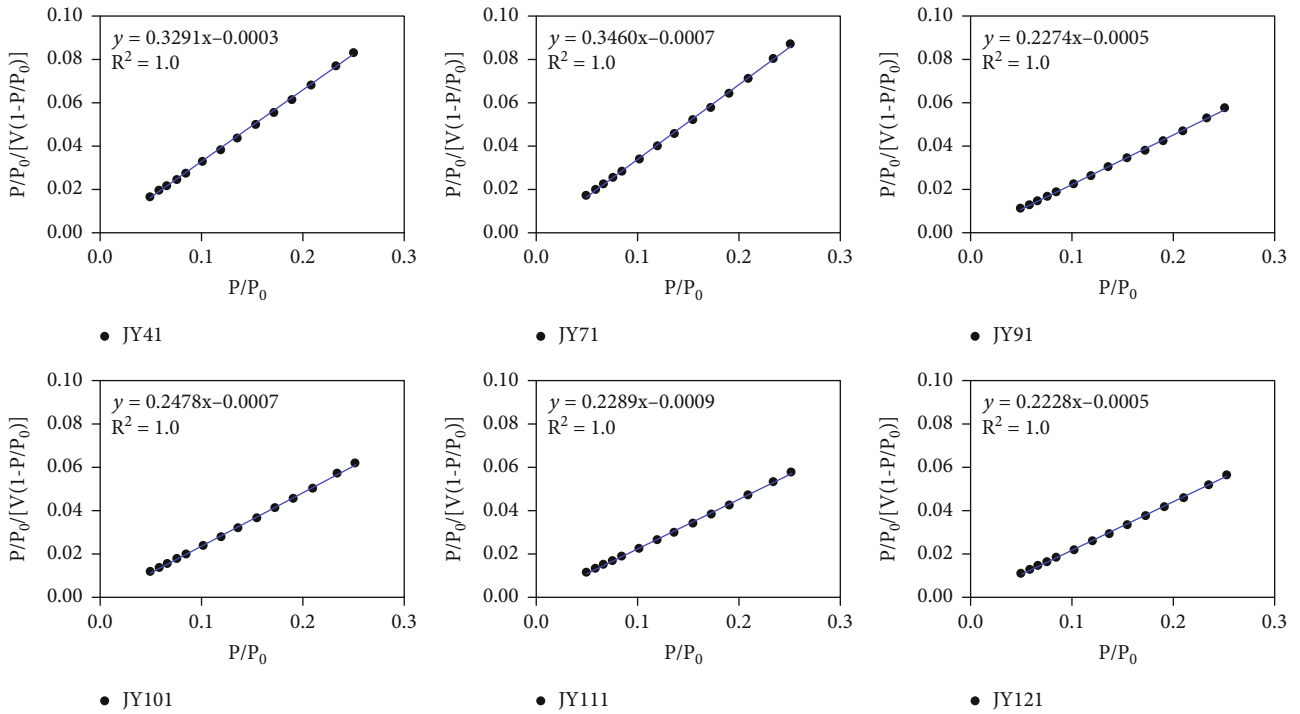 0.10
0.08
0.06
0.04
0.02
0.00
P/P0/[V(1-P/P0)]
y = 0.3291x–0.0003
R2 = 1.0
0.0 0.1 0.2 0.3
P/P0
● JY41
0.10
0.08
0.06
0.04
0.02
0.00
P/P0/[V(1-P/P0)]
y = 0.3460x–0.0007
R2 = 1.0
0.0 0.1 0.2 0.3
P/P0
● JY71
0.10
0.08
0.06
0.04
0.02
0.00
P/P0/[V(1-P/P0)]
y = 0.2274x–0.0005
R2 = 1.0
0.0 0.1 0.2 0.3
P/P0
● JY91
0.10
0.08
0.06
0.04
0.02
0.00
P/P0/[V(1-P/P0)]
y = 0.2478x–0.0007
R2 = 1.0
0.0 0.1 0.2 0.3
P/P0
● JY101
0.10
0.08
0.06
0.04
0.02
0.00
P/P0/[V(1-P/P0)]
y = 0.2289x–0.0009
R2 = 1.0
0.0 0.1 0.2 0.3
P/P0
● JY111
0.10
0.08
0.06
0.04
0.02
0.00
P/P0/[V(1-P/P0)]
y = 0.2228x–0.0005
R2 = 1.0
0.0 0.1 0.2 0.3
P/P0
● JY121